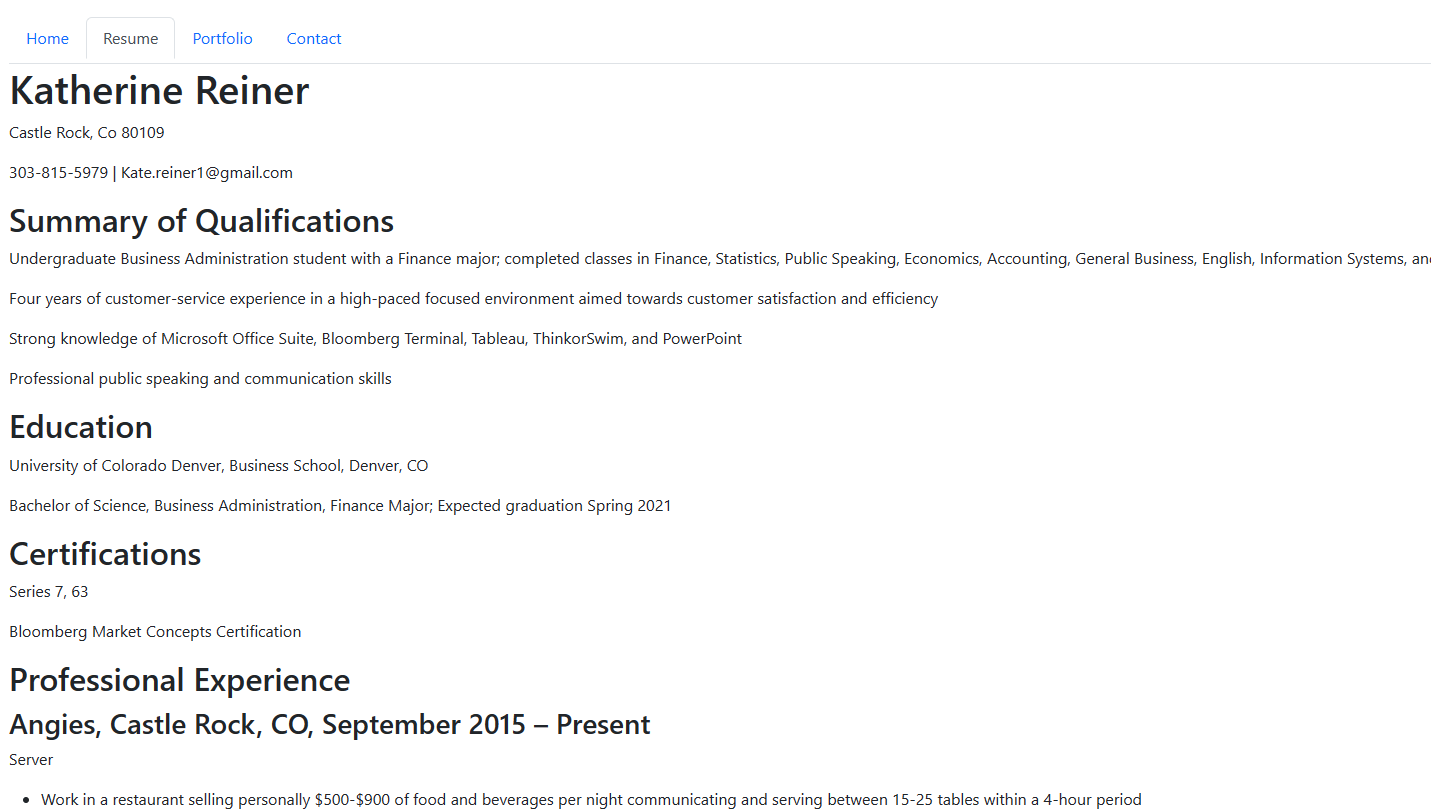 Home Resume Portfolio Contact
Katherine Reiner
Castle Rock, Co 80109
303-815-5979 | Kate.reiner1@gmail.com
Summary of Qualifications
Undergraduate Business Administration student with a Finance major; completed classes in Finance, Statistics, Public Speaking, Economics, Accounting, General Business, English, Information Systems,
Four years of customer-service experience in a high-paced focused environment aimed towards customer satisfaction and efficiency
Strong knowledge of Microsoft Office Suite, Bloomberg Terminal, Tableau, ThinkorSwim, and PowerPoint
Professional public speaking and communication skills
Education
University of Colorado Denver, Business School, Denver, CO
Bachelor of Science, Business Administration, Finance Major; Expected graduation Spring 2021
Certifications
Series 7, 63
Bloomberg Market Concepts Certification
Professional Experience
Angies, Castle Rock, CO, September 2015 – Present
Server
• Work in a restaurant selling personally $500-$900 of food and beverages per night communicating and serving between 15-25 tables within a 4-hour period